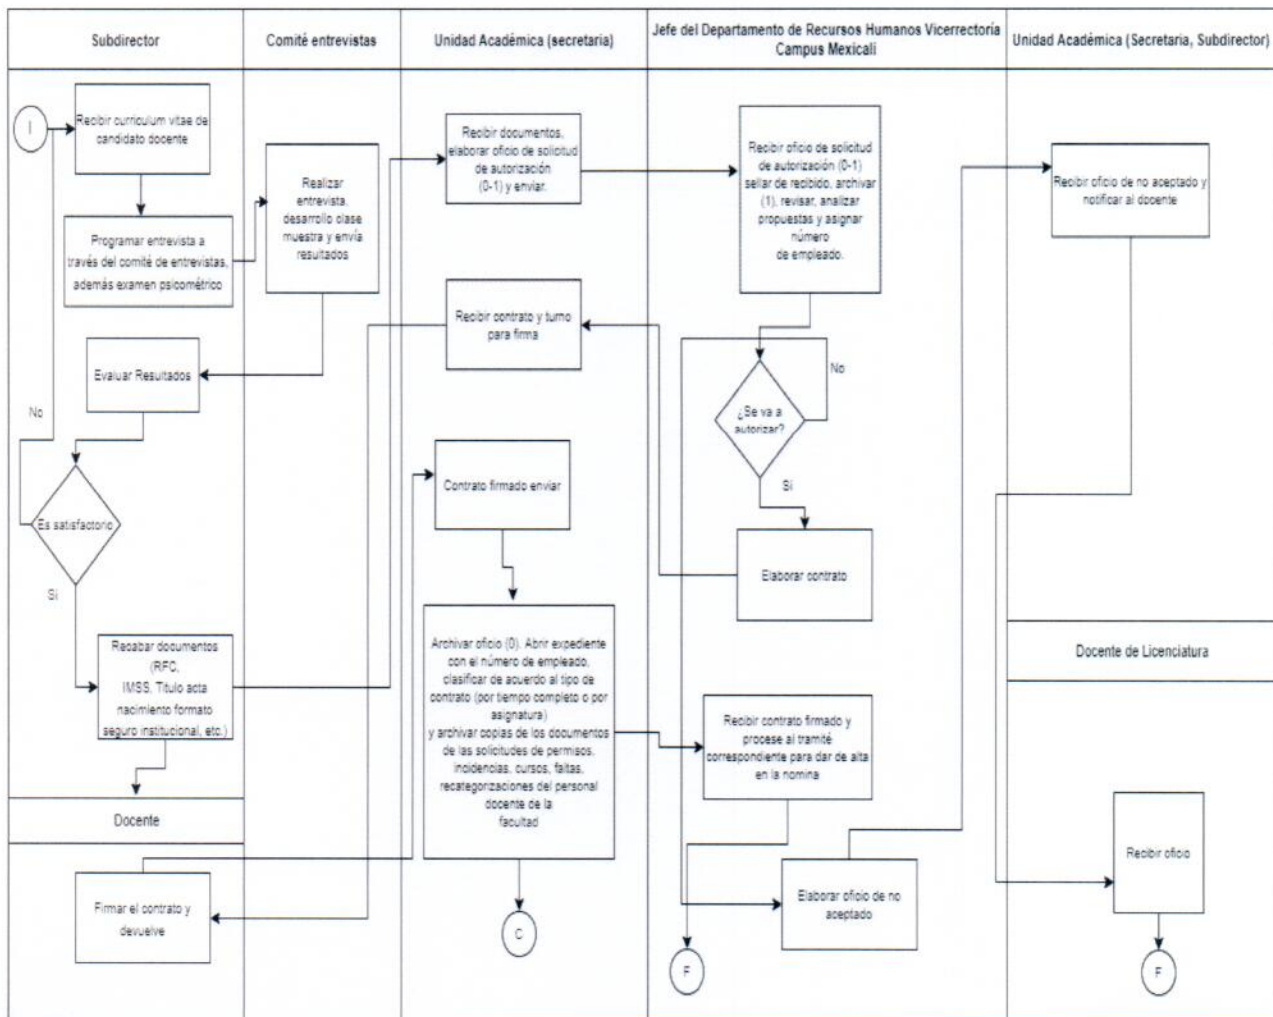 Subdirector
Comité entrevistas
Unidad Académica (secretaria)
Jefe del Departamento de Recursos Humanos Vicerrectoría
Campus Mexicali
Unidad Académica (Secretaria, Subdirector)
I
Recibir curriculum vitae de
candidato docente
Programar entrevista a
través del comité de entrevistas,
además examen psicométrico
Evaluar Resultados
No
Es satisfactorio
Si
Recabar documentos
(RFC,
IMSS, Titulo acta
nacimiento formato
seguro institucional, etc.)
Docente
Firmar el contrato y
devuelve
Realizar
entrevista,
desarrollo clase
muestra y envía
resultados
Recibir documentos,
elaborar oficio de solicitud
de autorización
(0-1) y enviar.
Recibir contrato y turno
para firma
Contrato firmado enviar
Archivar oficio (0). Abrir expediente
con el número de empleado,
clasificar de acuerdo al tipo de
contrato (por tiempo completo o por
asignatura)
y archivar copias de los documentos
de las solicitudes de permisos,
incidencias, cursos, faltas,
recategorizaciones del personal
docente de la
facultad
C
Recibir oficio de solicitud
de autorización (0-1)
sellar de recibido, archivar
(1), revisar, analizar
propuestas y asignar
número
de empleado.
No
¿Se va a
autorizar?
Si
Elaborar contrato
Recibir contrato firmado y
procese al tramité
correspondiente para dar de alta
en la nomina
Elaborar oficio de no
aceptado
F
Recibir oficio de no aceptado y
notificar al docente
Docente de Licenciatura
Recibir oficio
F